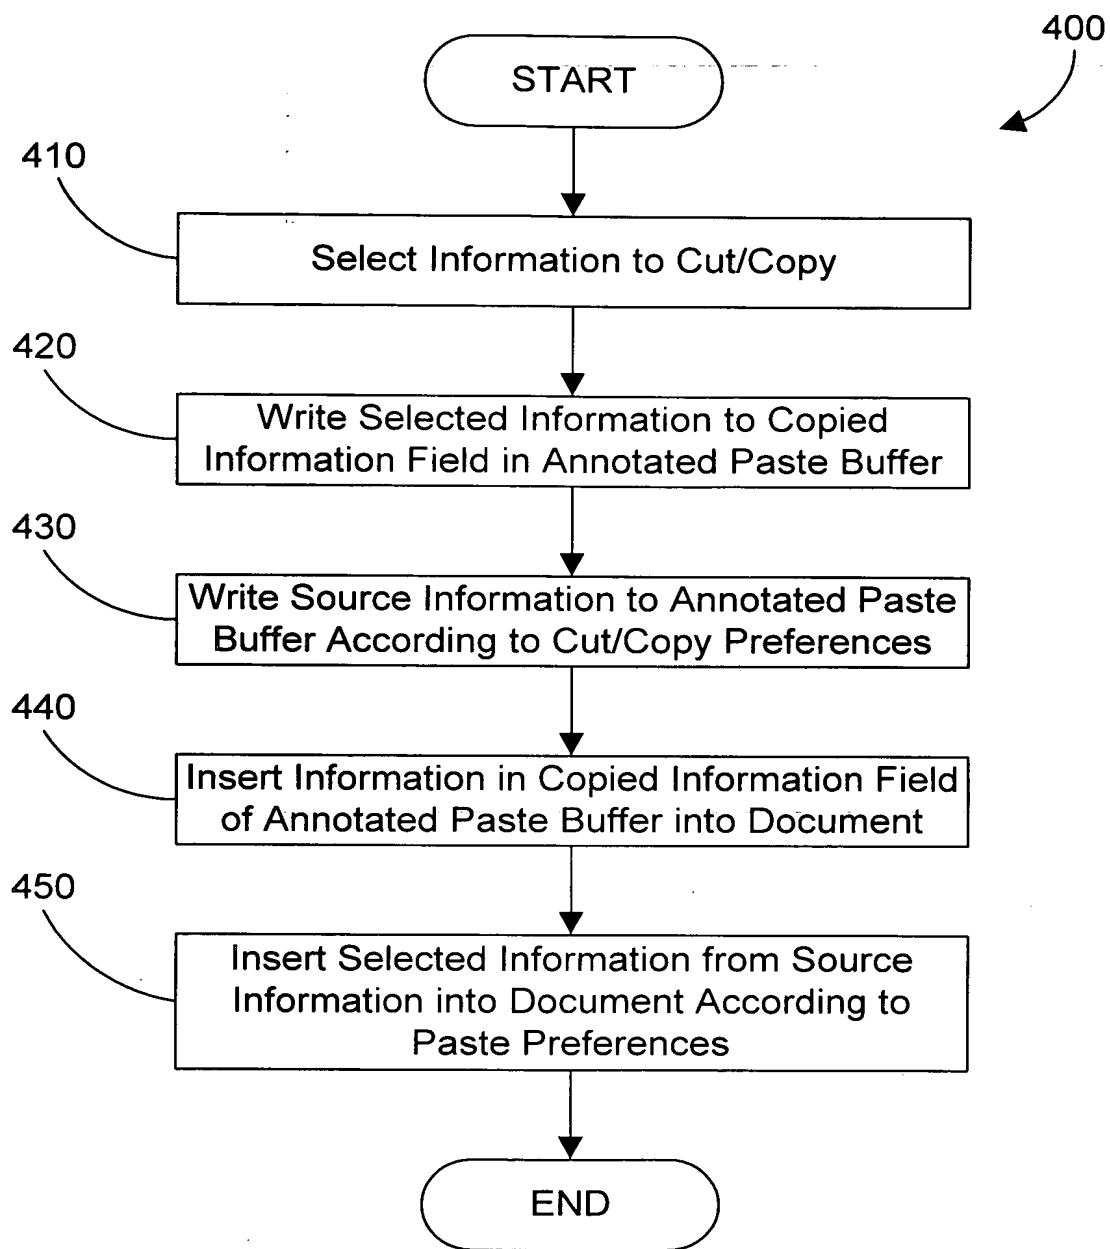 400
START
410
Select Information to Cut/Copy
420
Write Selected Information to Copied
Information Field in Annotated Paste Buffer
430
Write Source Information to Annotated Paste
Buffer According to Cut/Copy Preferences
440
Insert Information in Copied Information Field
of Annotated Paste Buffer into Document
450
Insert Selected Information from Source
Information into Document According to
Paste Preferences
END